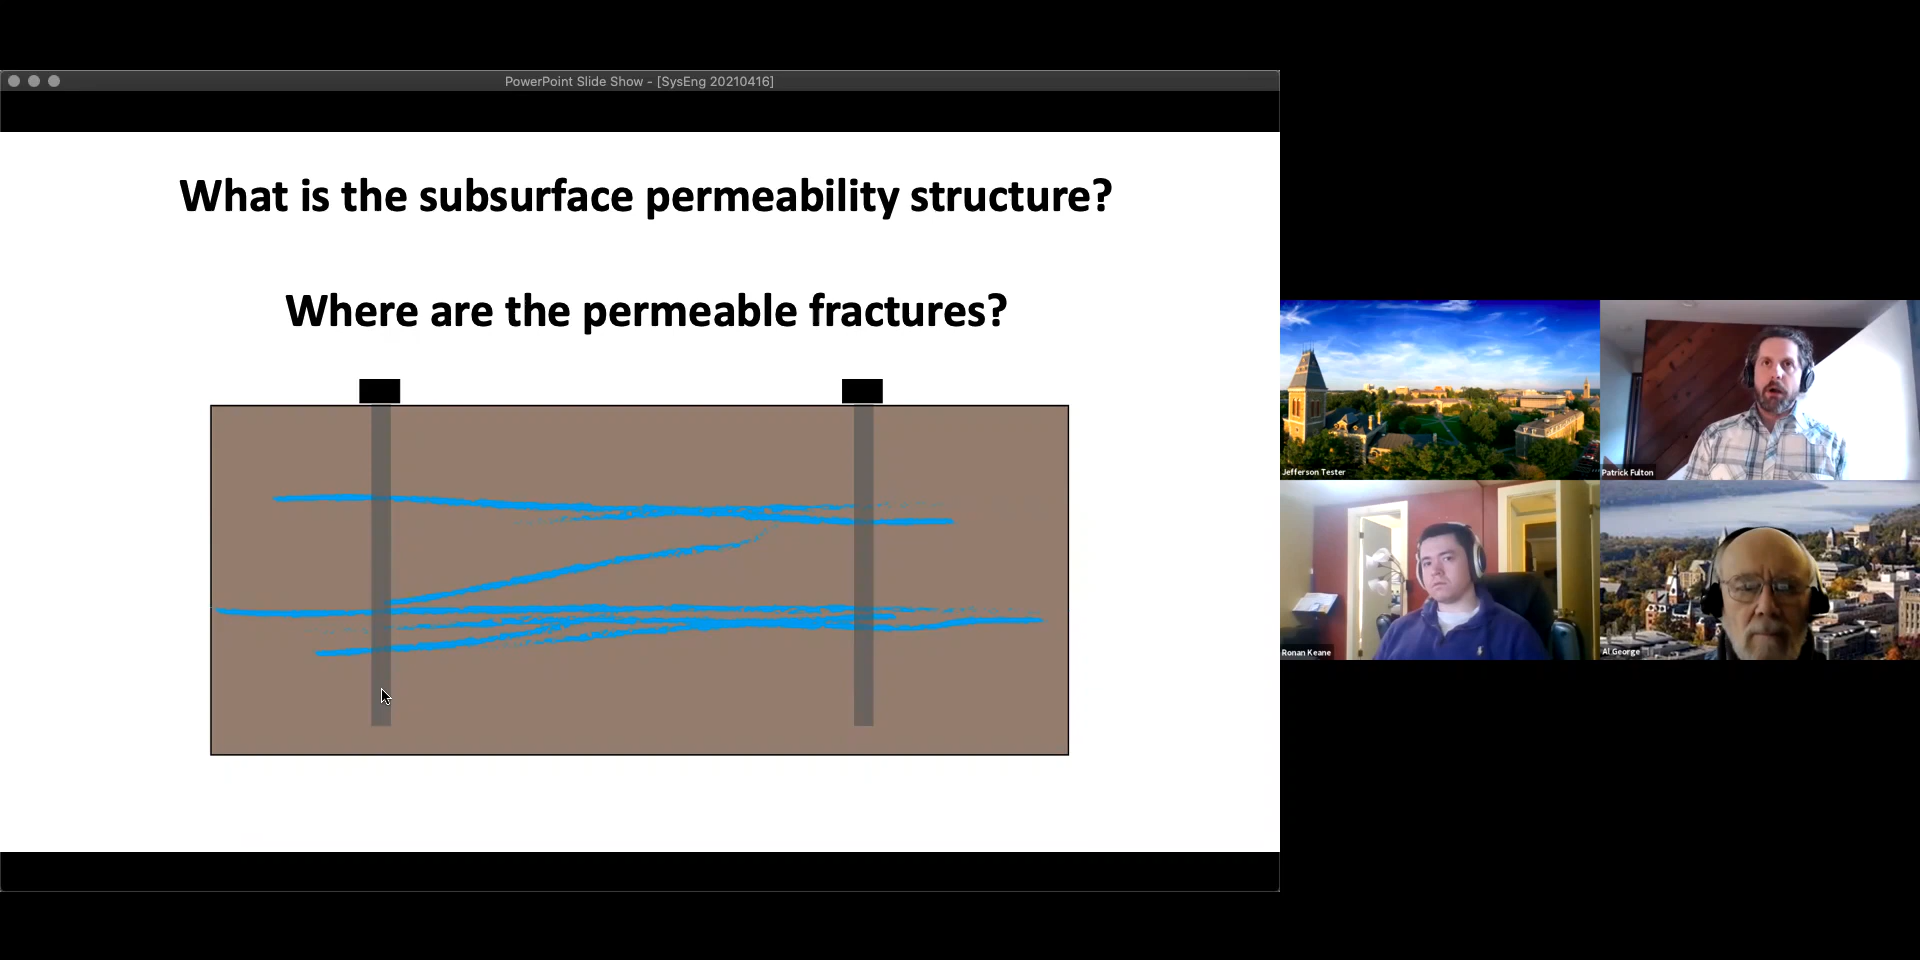 PowerPoint Slide Show - [SysEng 20210416]
What is the subsurface permeability structure?
Where are the permeable fractures?
Jefferson Tester
Patrick Fulton
Ronan Keane
Al George